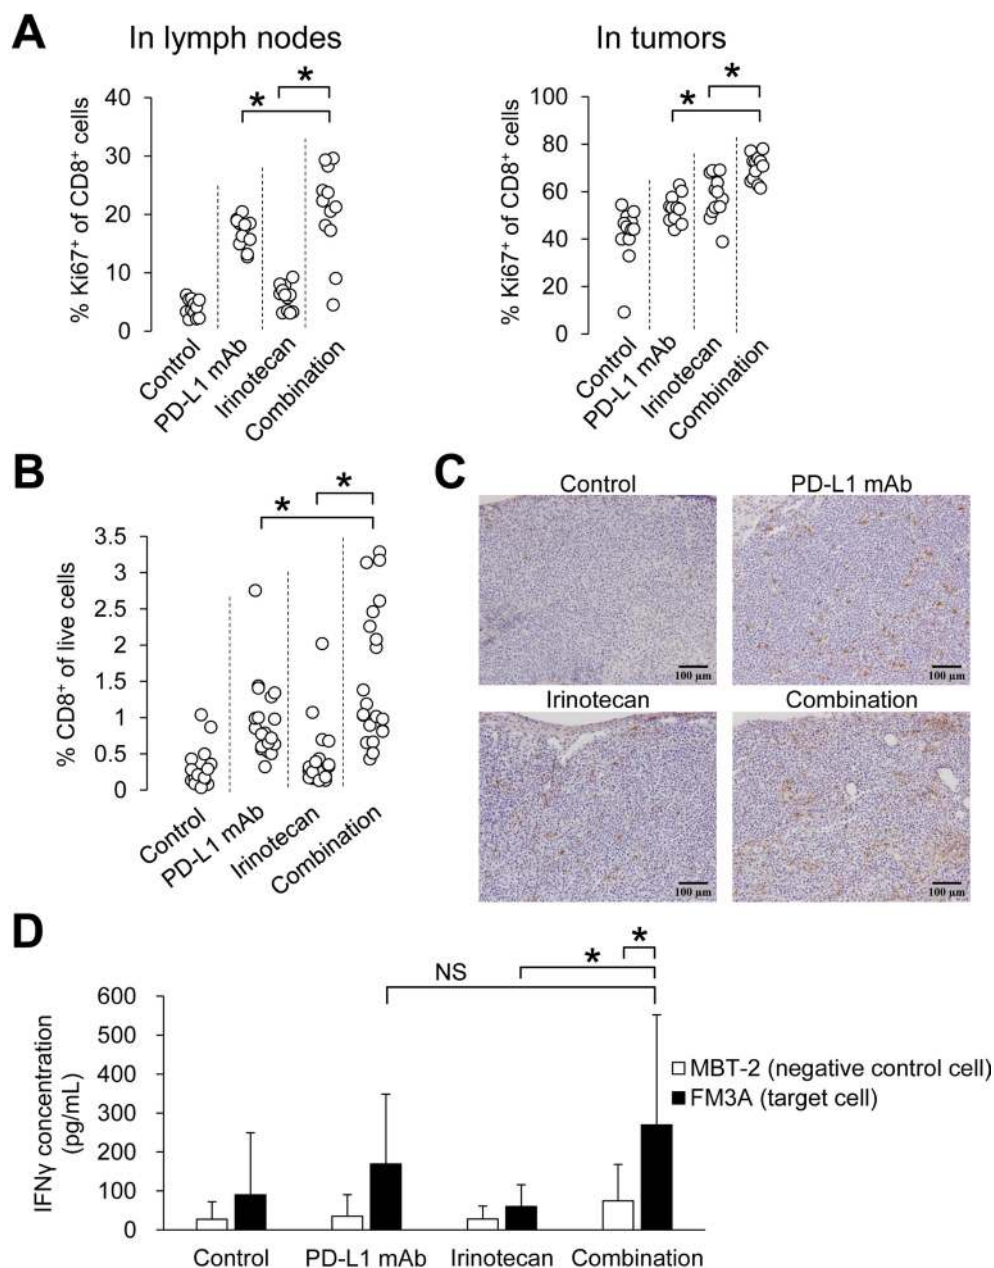 A
In lymph nodes
In tumors
% Ki67+ of CD8+ cells
40
30
20
10
0
*
*
Control
PD-L1 mAb
Irinotecan
Combination
% Ki67+ of CD8+ cells
100
80
60
40
20
0
*
*
Control
PD-L1 mAb
Irinotecan
Combination
B
% CD8+ of live cells
3.5
3
2.5
2
1.5
1
0.5
0
*
*
Control
PD-L1 mAb
Irinotecan
Combination
C
Control
PD-L1 mAb
100 µm
100 µm
Irinotecan
Combination
100 µm
100 µm
D
IFNγ concentration
(pg/mL)
600
500
400
300
200
100
0
NS
*
*
MBT-2 (negative control cell)
FM3A (target cell)
Control
PD-L1 mAb
Irinotecan
Combination